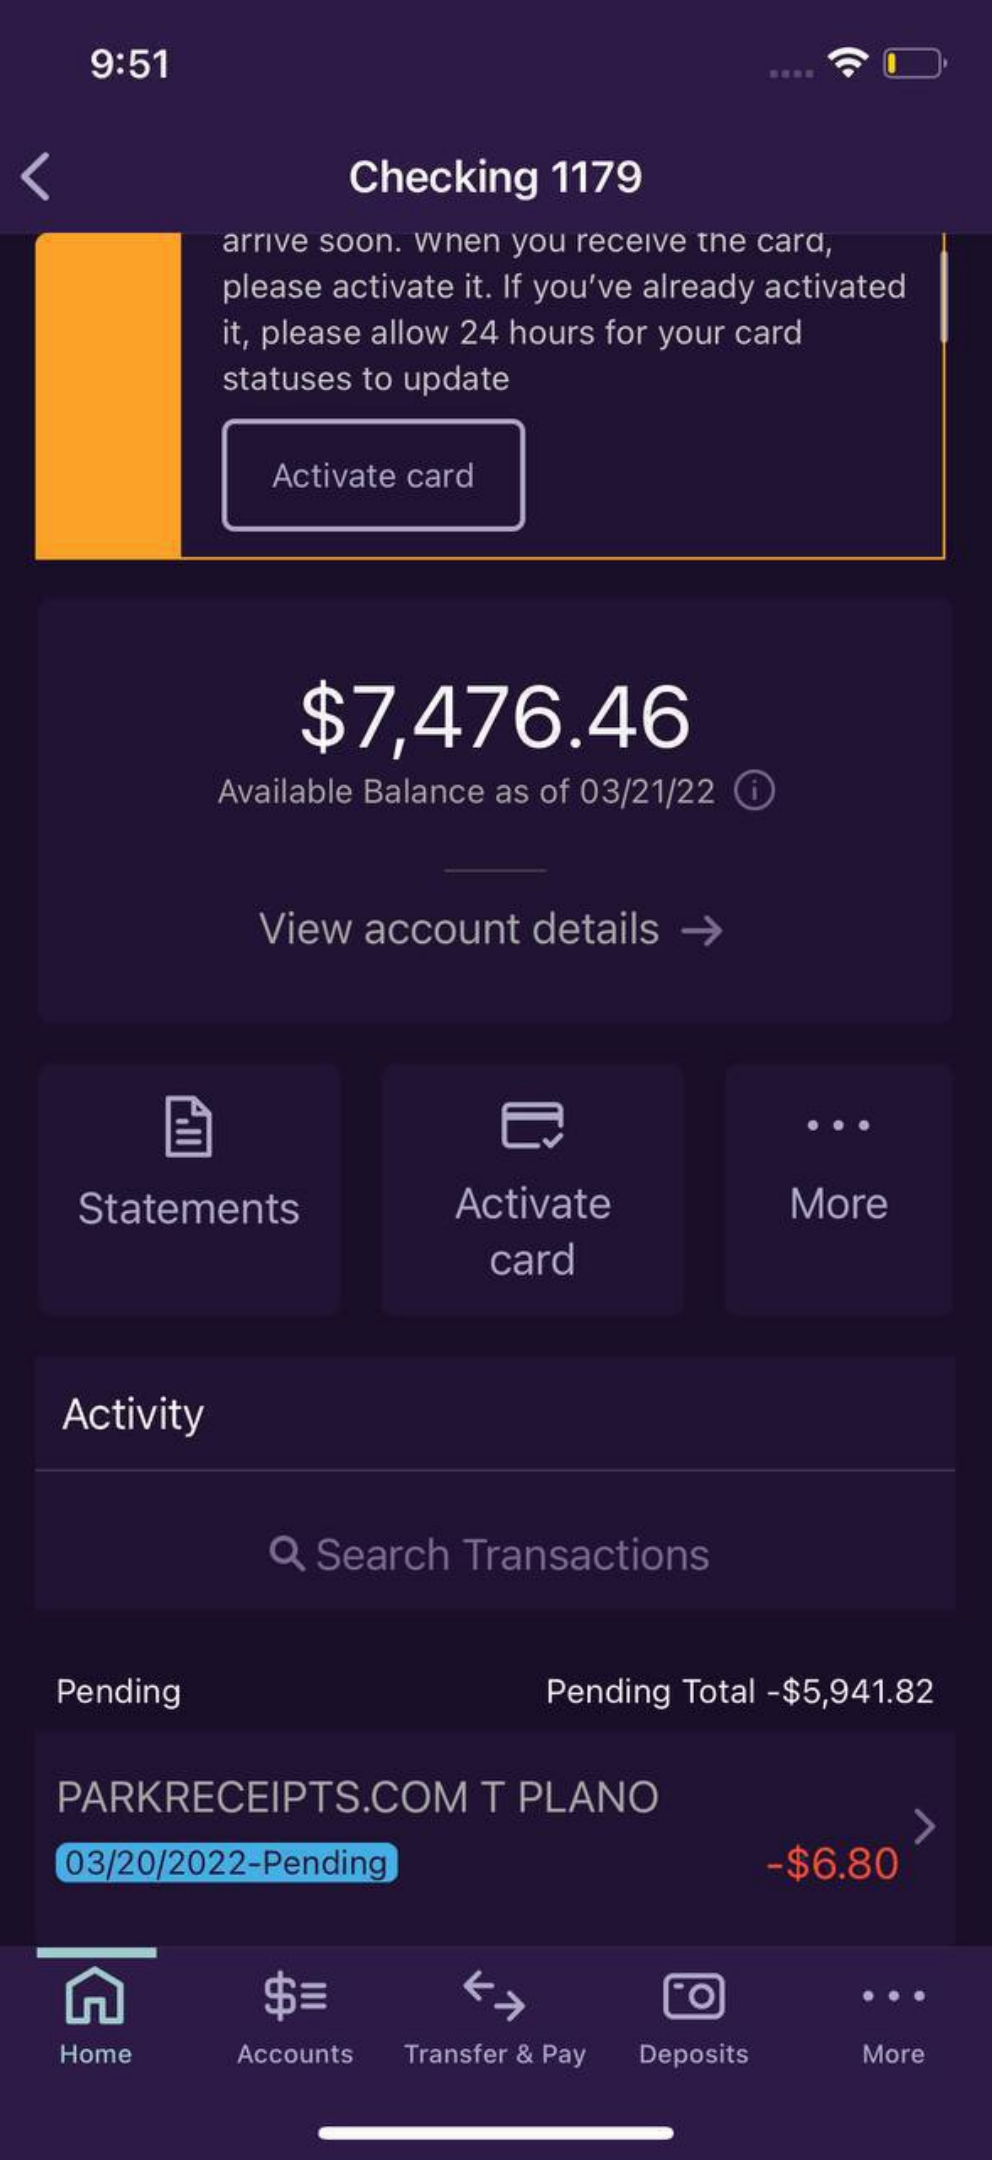 9:51
Checking 1179
arrive soon. When you receive the card,
please activate it. If you’ve already activated
it, please allow 24 hours for your card
statuses to update
Activate card
$7,476.46
Available Balance as of 03/21/22
View account details
Statements
Activate
card
More
Activity
Search Transactions
Pending
Pending Total -$5,941.82
PARKRECEIPTS.COM T PLANO
03/20/2022-Pending
-$6.80
Home
Accounts
Transfer & Pay
Deposits
More